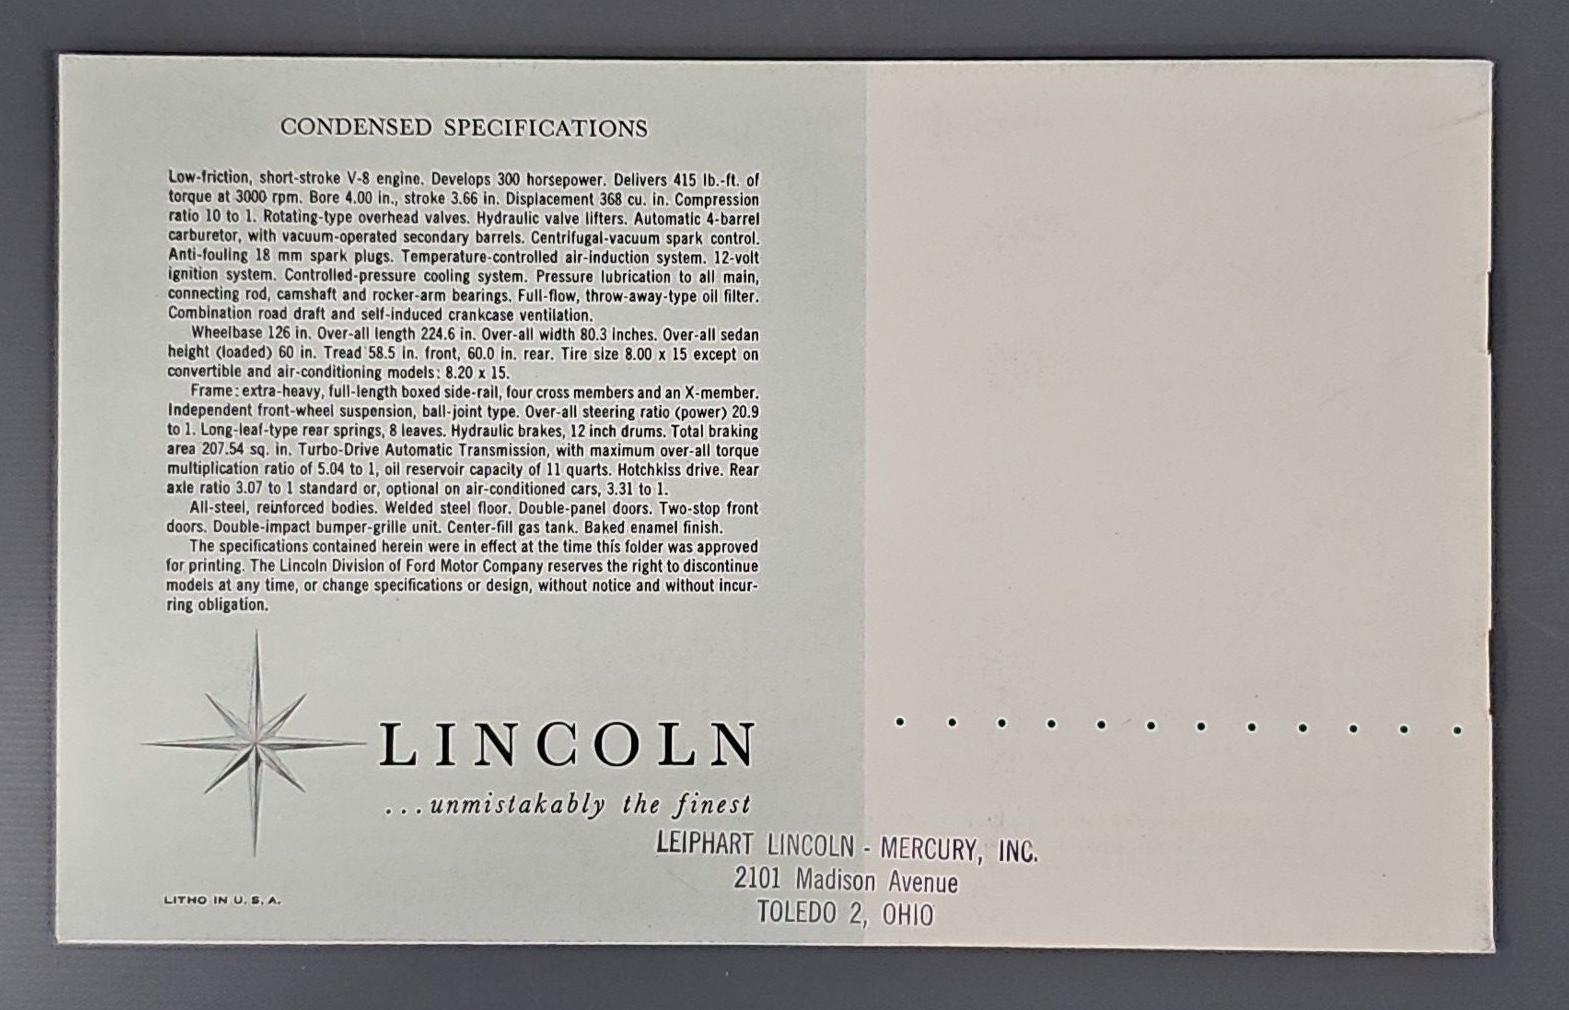 CONDENSED SPECIFICATIONS
Low-friction, short-stroke V-8 engine. Develops 300 horsepower. Delivers 415 lb.-ft. of
torque at 3000 rpm. Bore 4.00 in., stroke 3.66 in. Displacement 368 cu. in. Compression
ratio 10 to 1. Rotating-type overhead valves. Hydraulic valve lifters. Automatic 4-barrel
carburetor, with vacuum-operated secondary barrels. Centrifugal-vacuum spark control.
Anti-fouling 18 mm spark plugs. Temperature-controlled air-induction system. 12-volt
ignition system. Controlled-pressure cooling system. Pressure lubrication to all main,
connecting rod, camshaft and rocker-arm bearings. Full-flow, throw-away-type oil filter.
Combination road draft and self-induced crankcase ventilation.
Wheelbase 126 in. Over-all length 224.6 in. Over-all width 80.3 inches. Over-all sedan
height (loaded) 60 in. Tread 58.5 in. front, 60.0 in. rear. Tire size 8.00 x 15 except on
convertible and air-conditioning models: 8.20 x 15.
Frame: extra-heavy, full-length boxed side-rail, four cross members and an X-member.
Independent front-wheel suspension, ball-joint type. Over-all steering ratio (power) 20.9
to 1. Long-leaf-type rear springs, 8 leaves. Hydraulic brakes, 12 inch drums. Total braking
area 207.54 sq. in. Turbo-Drive Automatic Transmission, with maximum over-all torque
multiplication ratio of 5.04 to 1, oil reservoir capacity of 11 quarts. Hotchkiss drive. Rear
axle ratio 3.07 to 1 standard or, optional on air-conditioned cars, 3.31 to 1.
All-steel, reinforced bodies. Welded steel floor. Double-panel doors. Two-stop front
doors. Double-impact bumper-grille unit. Center-fill gas tank. Baked enamel finish.
The specifications contained herein were in effect at the time this folder was approved
for printing. The Lincoln Division of Ford Motor Company reserves the right to discontinue
models at any time, or change specifications or design, without notice and without incur-
ring obligation.
LINCOLN
...unmistakably the finest
LEIPHART LINCOLN - MERCURY, INC.
2101 Madison Avenue
TOLEDO 2, OHIO
LITHO IN U. S. A.